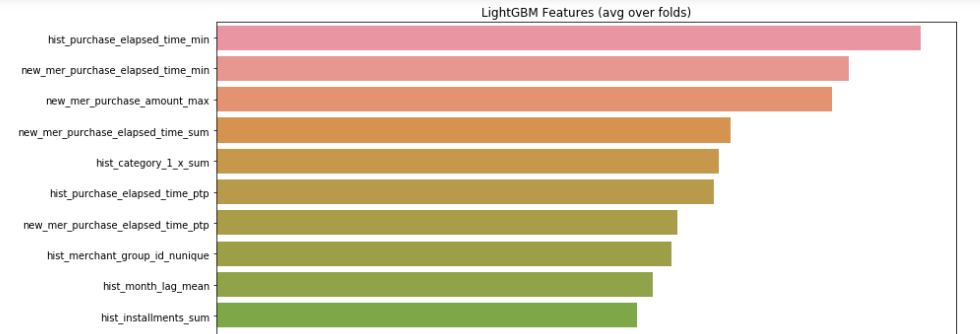 LightGBM Features (avg over folds)
hist_purchase_elapsed_time_min
new_mer_purchase_elapsed_time_min
new_mer_purchase_amount_max
new_mer_purchase_elapsed_time_sum
hist_category_1_x_sum
hist_purchase_elapsed_time_ptp
new_mer_purchase_elapsed_time_ptp
hist_merchant_group_id_nunique
hist_month_lag_mean
hist_installments_sum